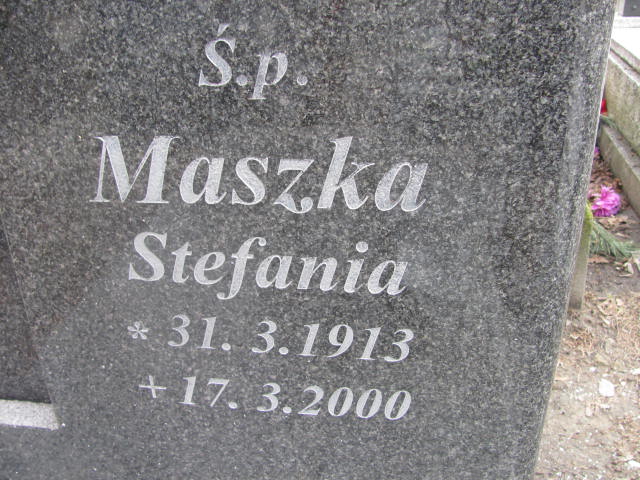 Ś.p.
Maszka
Stefania
* 31. 3.1913
+ 17. 3.2000